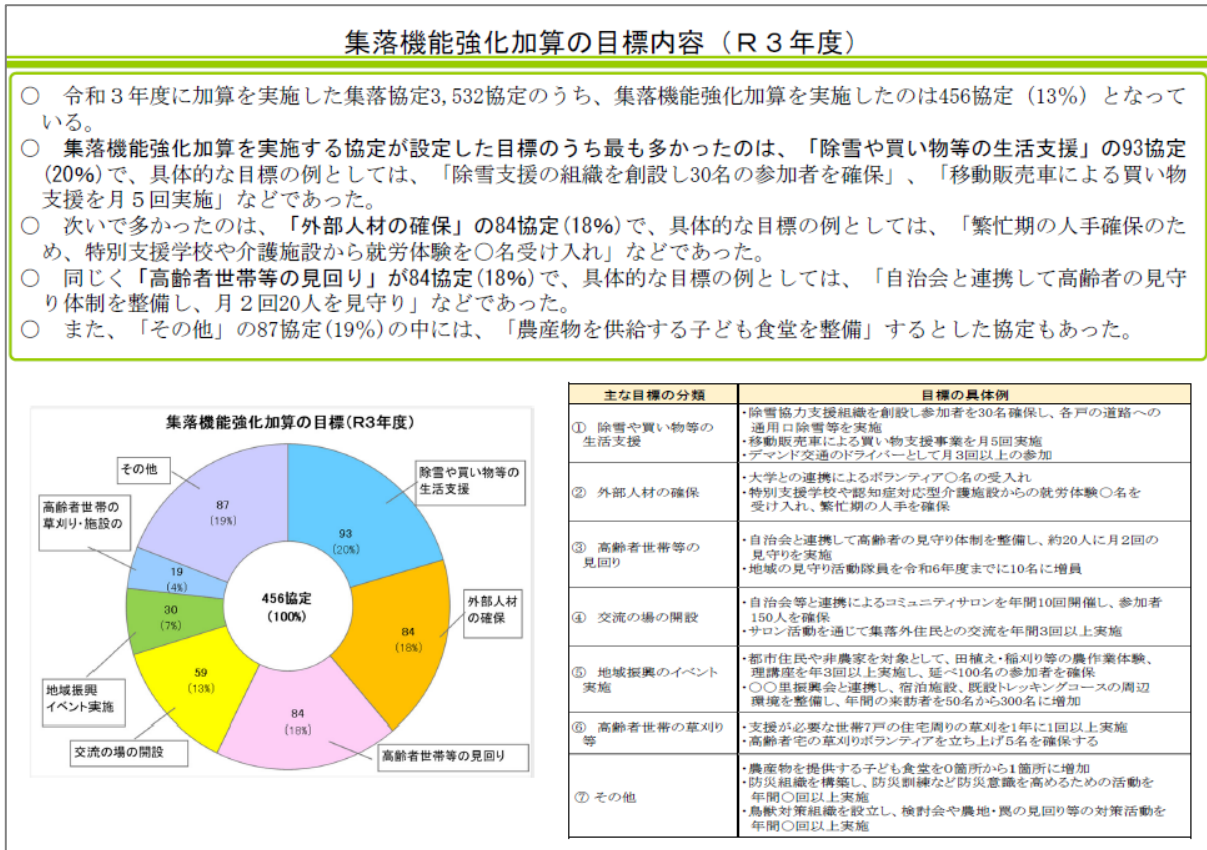 集落機能強化加算の目標内容（Ｒ３年度）
○　令和３年度に加算を実施した集落協定3,532協定のうち、集落機能強化加算を実施したのは456協定（13%）となって
いる。
○　集落機能強化加算を実施する協定が設定した目標のうち最も多かったのは、「除雪や買い物等の生活支援」の93協定
(20%)で、具体的な目標の例としては、「除雪支援の組織を創設し30名の参加者を確保」、「移動販売車による買い物
支援を月５回実施」などであった。
○　次いで多かったのは、「外部人材の確保」の84協定(18%)で、具体的な目標の例としては、「繁忙期の人手確保のた
め、特別支援学校や介護施設から就労体験を○名受け入れ」などであった。
○　同じく「高齢者世帯等の見回り」が84協定(18%)で、具体的な目標の例としては、「自治会と連携して高齢者の見守
り体制を整備し、月２回20人を見守り」などであった。
○　また、「その他」の87協定(19%)の中には、「農産物を供給する子ども食堂を整備」するとした協定もあった。
集落機能強化加算の目標(R3年度)
その他
87
(19%)
除雪や買い物等の
生活支援
93
(20%)
高齢者世帯の
草刈り・施設の
19
(4%)
456協定
(100%)
外部人材
の確保
84
(18%)
30
(7%)
地域振興
イベント実施
59
(13%)
交流の場の開設
84
(18%)
高齢者世帯等の見回り
主な目標の分類
目標の具体例
① 除雪や買い物等の
生活支援
・除雪協力支援組織を創設し参加者を30名確保し、各戸の道路への
通用口除雪等を実施
・移動販売車による買い物支援事業を月5回実施
・デマンド交通のドライバーとして月3回以上の参加
② 外部人材の確保
・大学との連携によるボランティア○名の受入れ
・特別支援学校や認知症対応型介護施設からの就労体験○名を
受け入れ、繁忙期の人手を確保
③ 高齢者世帯等の
見回り
・自治会と連携して高齢者の見守り体制を整備し、約20人に月2回の
見守りを実施
・地域の見守り活動隊員を令和6年度までに10名に増員
④ 交流の場の開設
・自治会等と連携によるコミュニティサロンを年間10回開催し、参加者
150人を確保
・サロン活動を通じて集落外住民との交流を年間3回以上実施
⑤ 地域振興のイベント
実施
・都市住民や非農家を対象として、田植え・稲刈り等の農作業体験、
理講座を年3回以上実施し、延べ100名の参加者を確保
・○○里振興会と連携し、宿泊施設、既設トレッキングコースの周辺
環境を整備し、年間の来訪者を50名から300名に増加
⑥ 高齢者世帯の草刈り
等
・支援が必要な世帯7戸の住宅周りの草刈を1年に1回以上実施
・高齢者宅の草刈りボランティアを立ち上げ5名を確保する
⑦ その他
・農産物を提供する子ども食堂を0箇所から1箇所に増加
・防災組織を構築し、防災訓練など防災意識を高めるための活動を
年間○回以上実施
・鳥獣対策組織を設立し、検討会や農地・罠の見回り等の対策活動を
年間○回以上実施